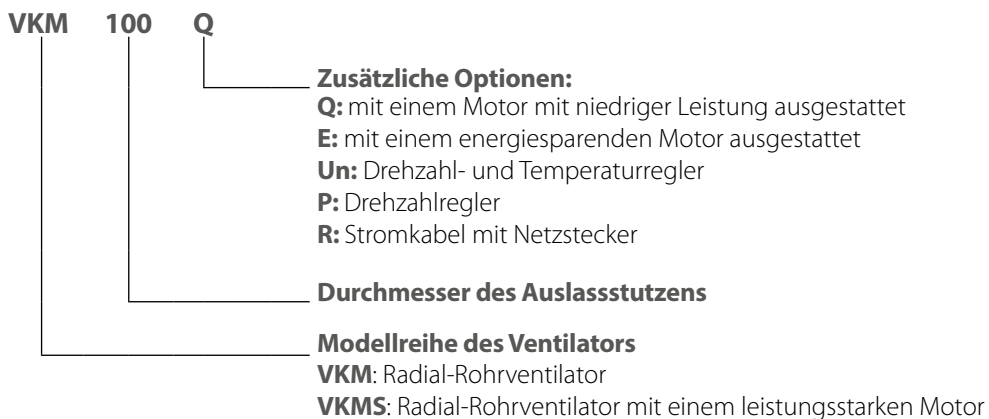 VKM 100 Q
Zusätzliche Optionen:
Q: mit einem Motor mit niedriger Leistung ausgestattet
E: mit einem energiesparenden Motor ausgestattet
Un: Drehzahl- und Temperaturregler
P: Drehzahlregler
R: Stromkabel mit Netzstecker
Durchmesser des Auslassstutzens
Modellreihe des Ventilators
VKM: Radial-Rohrventilator
VKMS: Radial-Rohrventilator mit einem leistungsstarken Motor